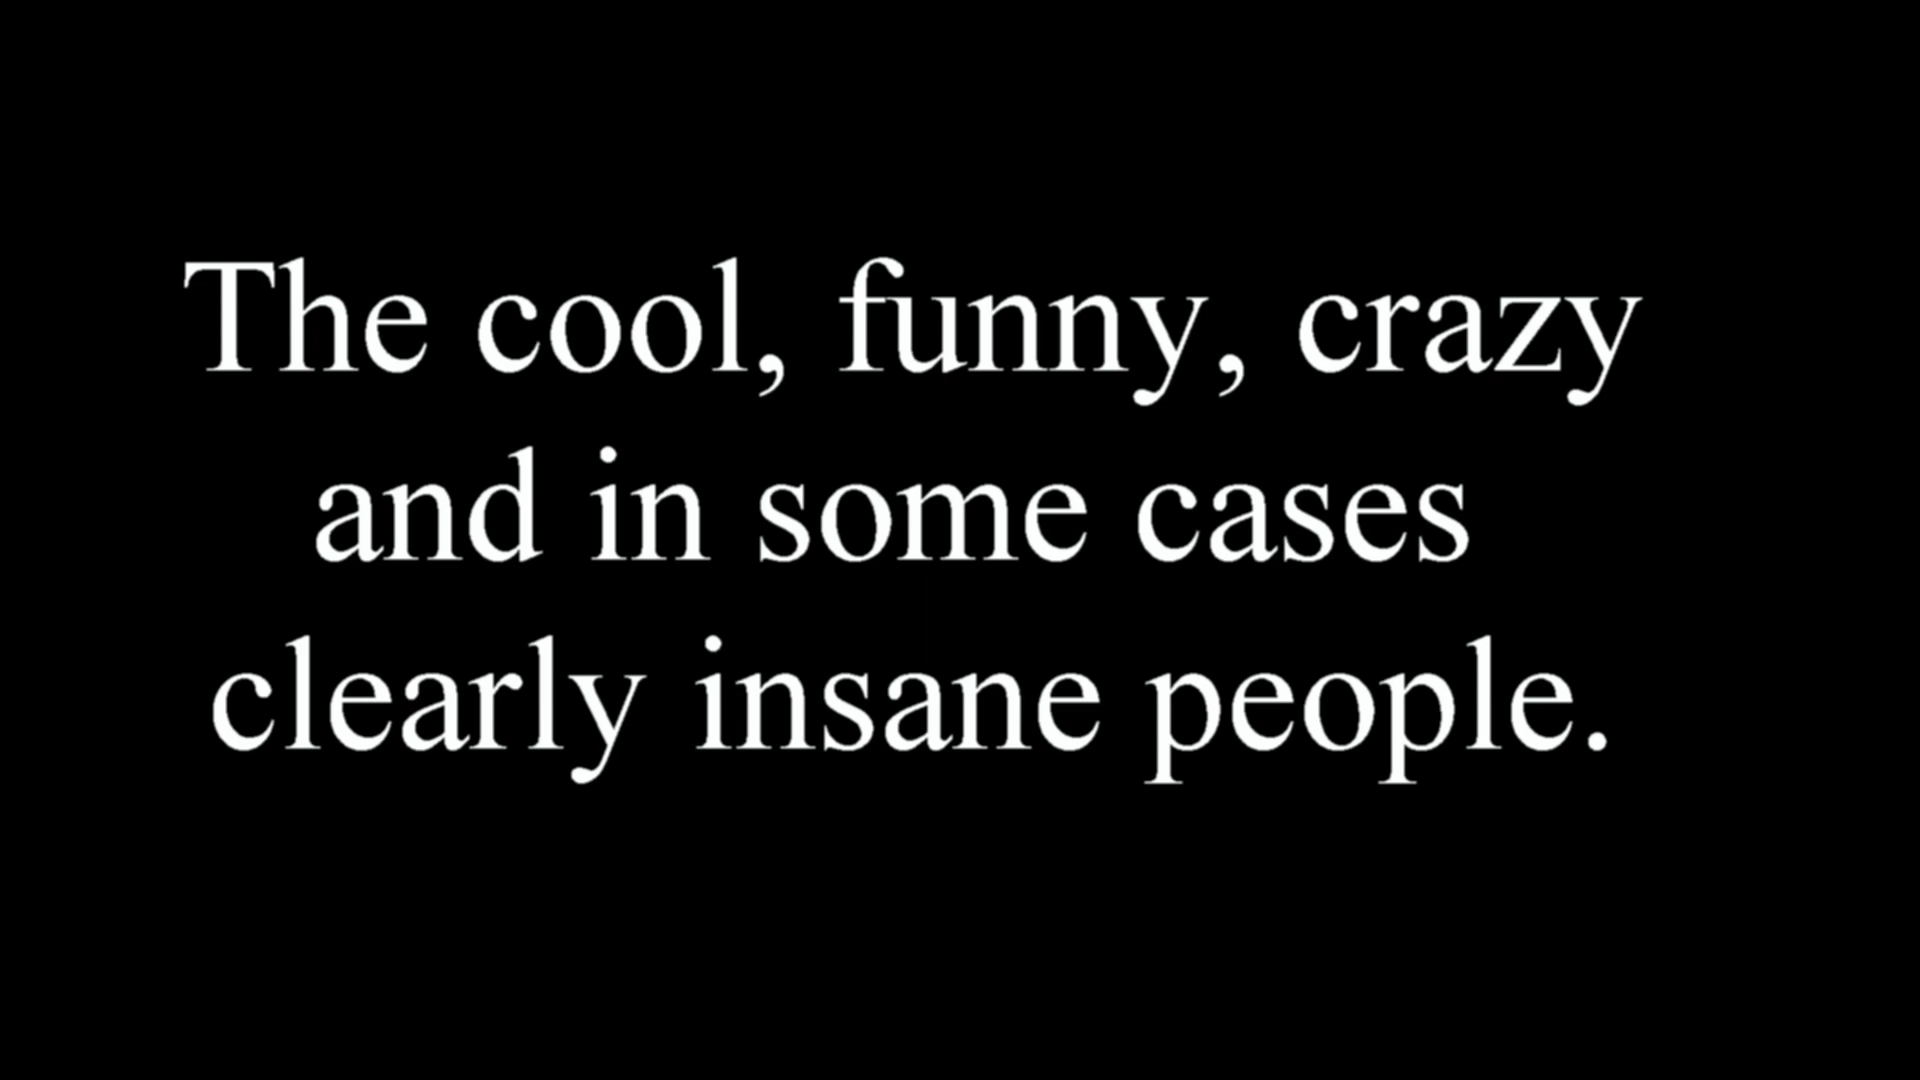 The cool, funny, crazy
and in some cases
clearly insane people.